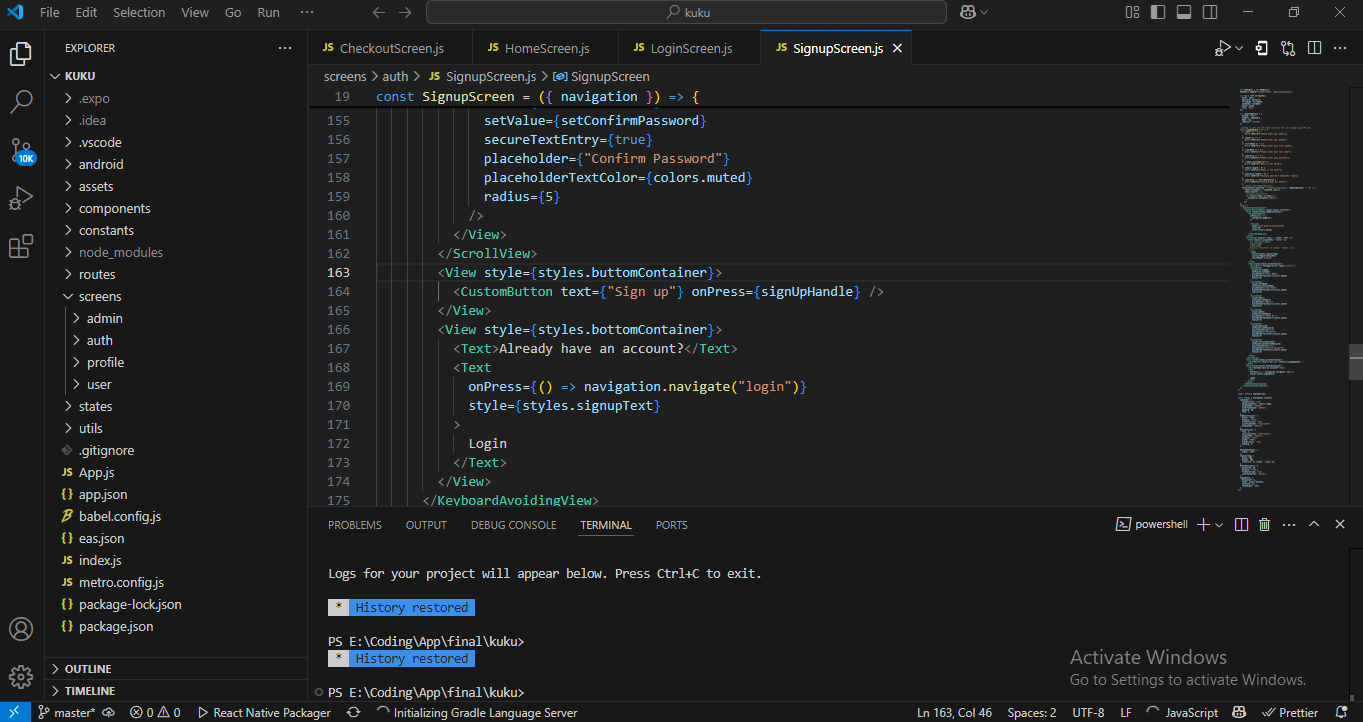 File Edit Selection View Go Run ··· kuku
EXPLORER ···
KUKU
.expo
.idea
.vscode
android
assets
components
constants
node_modules
routes
screens
admin
auth
profile
user
states
utils
.gitignore
JS App.js
{} app.json
babel.config.js
eas.json
JS index.js
JS metro.config.js
{} package-lock.json
{} package.json
OUTLINE
TIMELINE
10K
JS CheckoutScreen.js JS HomeScreen.js JS LoginScreen.js JS SignupScreen.js
screens > auth > JS SignupScreen.js > SignupScreen
19 const SignupScreen = ({ navigation }) => {
155 setValue={setConfirmPassword}
156 secureTextEntry={true}
157 placeholder={"Confirm Password"}
158 placeholderTextColor={colors.muted}
159 radius={5}
160 />
161 </View>
162 </ScrollView>
163 <View style={styles.buttomContainer}>
164 <CustomButton text={"Sign up"} onPress={signUpHandle} />
165 </View>
166 <View style={styles.bottomContainer}>
167 <Text>Already have an account?</Text>
168 <Text
169 onPress={() => navigation.navigate("login")}
170 style={styles.signupText}
171 >
172 Login
173 </Text>
174 </View>
175 </KeyboardAvoidingView>
PROBLEMS OUTPUT DEBUG CONSOLE TERMINAL PORTS powershell
Logs for your project will appear below. Press Ctrl+C to exit.
* History restored
PS E:\Coding\App\final\kuku>
* History restored
PS E:\Coding\App\final\kuku>
Activate Windows
Go to Settings to activate Windows.
master* 0 0 React Native Packager Initializing Gradle Language Server Ln 163, Col 46 Spaces: 2 UTF-8 LF JavaScript Prettier